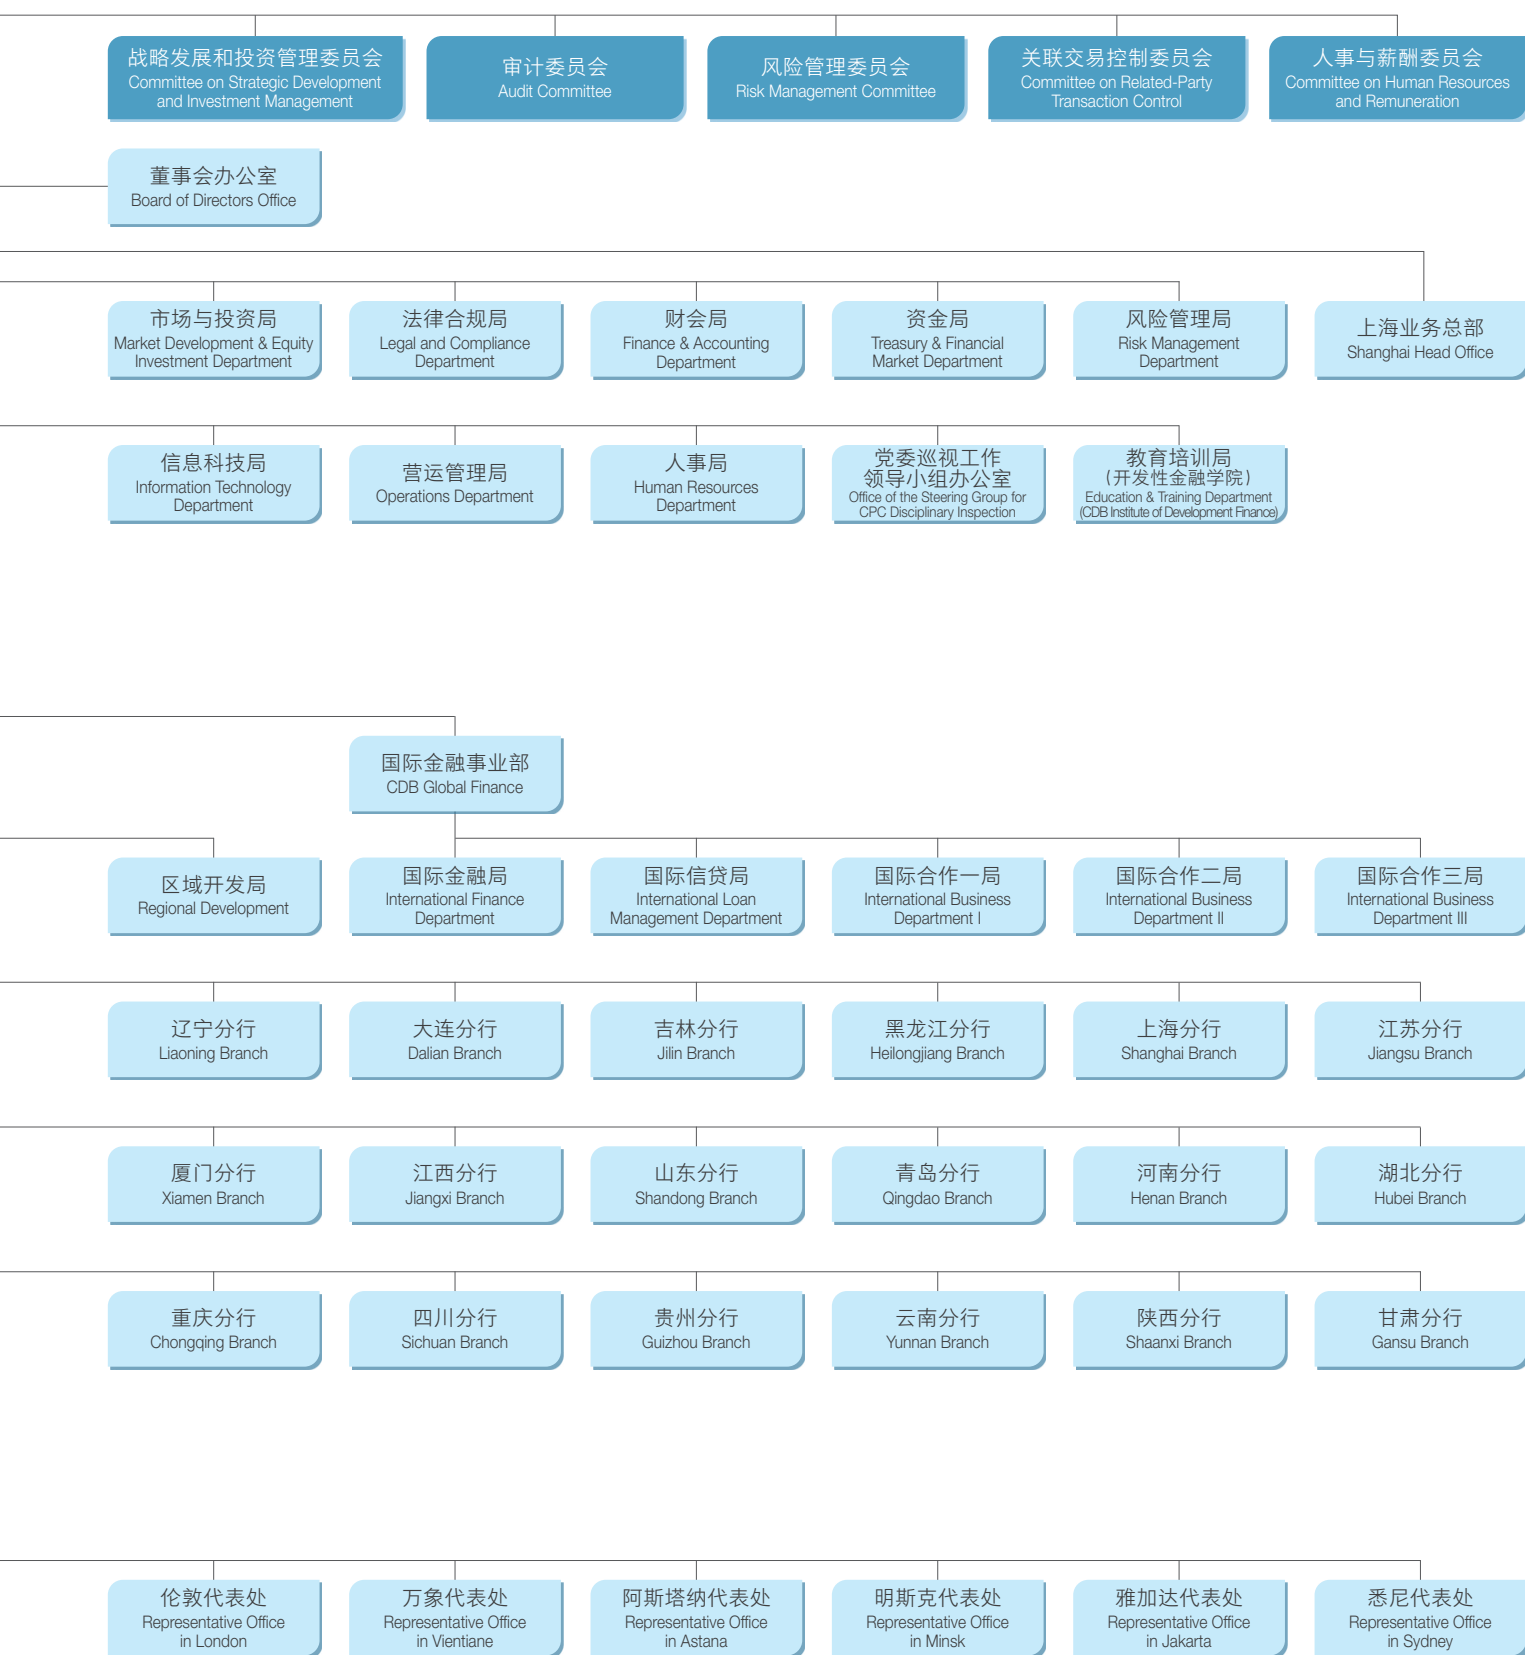 战略发展和投资管理委员会
Committee on Strategic Development
and Investment Management
审计委员会
Audit Committee
风险管理委员会
Risk Management Committee
关联交易控制委员会
Committee on Related-Party
Transaction Control
人事与薪酬委员会
Committee on Human Resources
and Remuneration
董事会办公室
Board of Directors Office
市场与投资局
Market Development & Equity
Investment Department
法律合规局
Legal and Compliance
Department
财会局
Finance & Accounting
Department
资金局
Treasury & Financial
Market Department
风险管理局
Risk Management
Department
上海业务总部
Shanghai Head Office
信息科技局
Information Technology
Department
营运管理局
Operations Department
人事局
Human Resources
Department
党委巡视工作
领导小组办公室
Office of the Steering Group for
CPC Disciplinary Inspection
教育培训局
(开发性金融学院)
Education & Training Department
(CDB Institute of Development Finance)
国际金融事业部
CDB Global Finance
区域开发局
Regional Development
国际金融局
International Finance
Department
国际信贷局
International Loan
Management Department
国际合作一局
International Business
Department I
国际合作二局
International Business
Department II
国际合作三局
International Business
Department III
辽宁分行
Liaoning Branch
大连分行
Dalian Branch
吉林分行
Jilin Branch
黑龙江分行
Heilongjiang Branch
上海分行
Shanghai Branch
江苏分行
Jiangsu Branch
厦门分行
Xiamen Branch
江西分行
Jiangxi Branch
山东分行
Shandong Branch
青岛分行
Qingdao Branch
河南分行
Henan Branch
湖北分行
Hubei Branch
重庆分行
Chongqing Branch
四川分行
Sichuan Branch
贵州分行
Guizhou Branch
云南分行
Yunnan Branch
陕西分行
Shaanxi Branch
甘肃分行
Gansu Branch
伦敦代表处
Representative Office
in London
万象代表处
Representative Office
in Vientiane
阿斯塔纳代表处
Representative Office
in Astana
明斯克代表处
Representative Office
in Minsk
雅加达代表处
Representative Office
in Jakarta
悉尼代表处
Representative Office
in Sydney